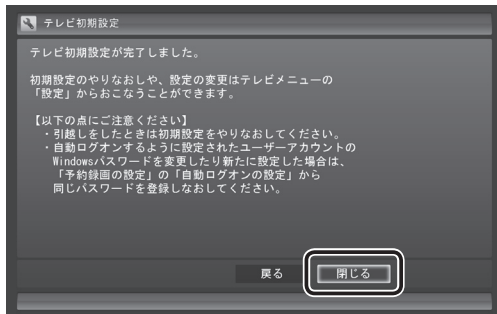 テレビ初期設定
テレビ初期設定が完了しました。
初期設定のやりなおしや、設定の変更はテレビメニューの
「設定」からおこなうことができます。
【以下の点にご注意ください】
・引越しをしたときは初期設定をやりなおしてください。
・自動ログオンするように設定されたユーザーアカウントの
Windowsパスワードを変更したり新たに設定した場合は、
「予約録画の設定」の「自動ログオンの設定」から
同じパスワードを登録しなおしてください。
戻る 閉じる